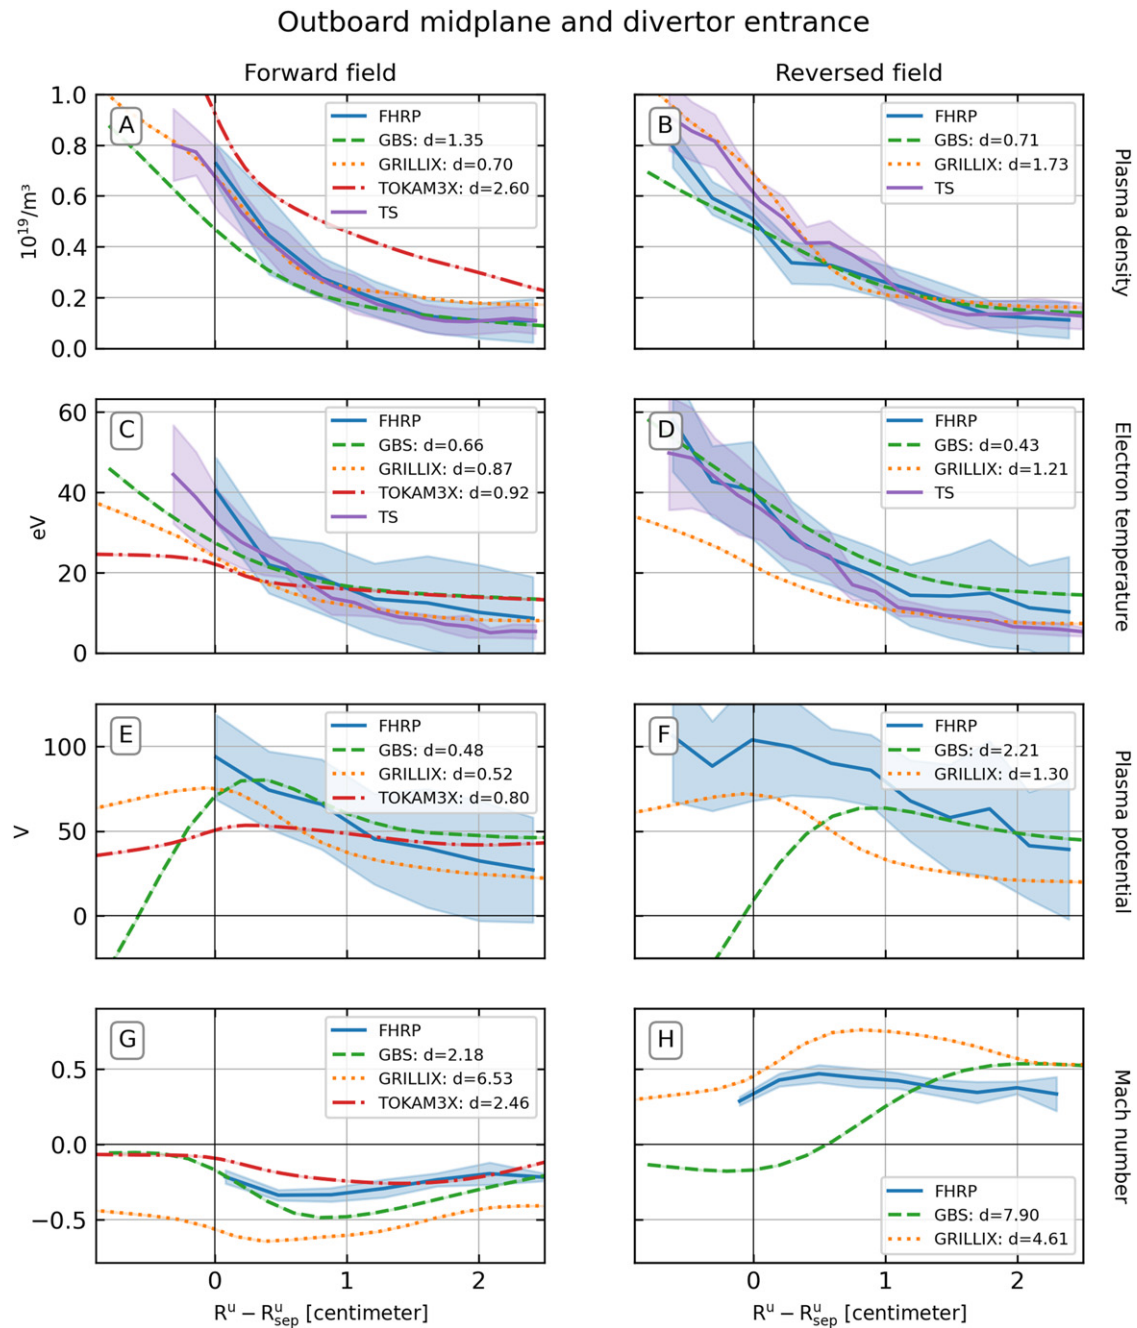 Outboard midplane and divertor entrance
Forward field
Reversed field
A
FHRP
GBS: d=1.35
GRILLIX: d=0.70
TOKAM3X: d=2.60
TS
1.0
0.8
0.6
0.4
0.2
0.0
10¹⁹/m³
B
FHRP
GBS: d=0.71
GRILLIX: d=1.73
TS
Plasma density
C
FHRP
GBS: d=0.66
GRILLIX: d=0.87
TOKAM3X: d=0.92
TS
60
40
20
0
eV
D
FHRP
GBS: d=0.43
GRILLIX: d=1.21
TS
Electron temperature
E
FHRP
GBS: d=0.48
GRILLIX: d=0.52
TOKAM3X: d=0.80
100
50
0
V
F
FHRP
GBS: d=2.21
GRILLIX: d=1.30
Plasma potential
G
FHRP
GBS: d=2.18
GRILLIX: d=6.53
TOKAM3X: d=2.46
0.5
0.0
−0.5
0 1 2
Rᵘ − Rᵘsep [centimeter]
H
FHRP
GBS: d=7.90
GRILLIX: d=4.61
Mach number
0 1 2
Rᵘ − Rᵘsep [centimeter]